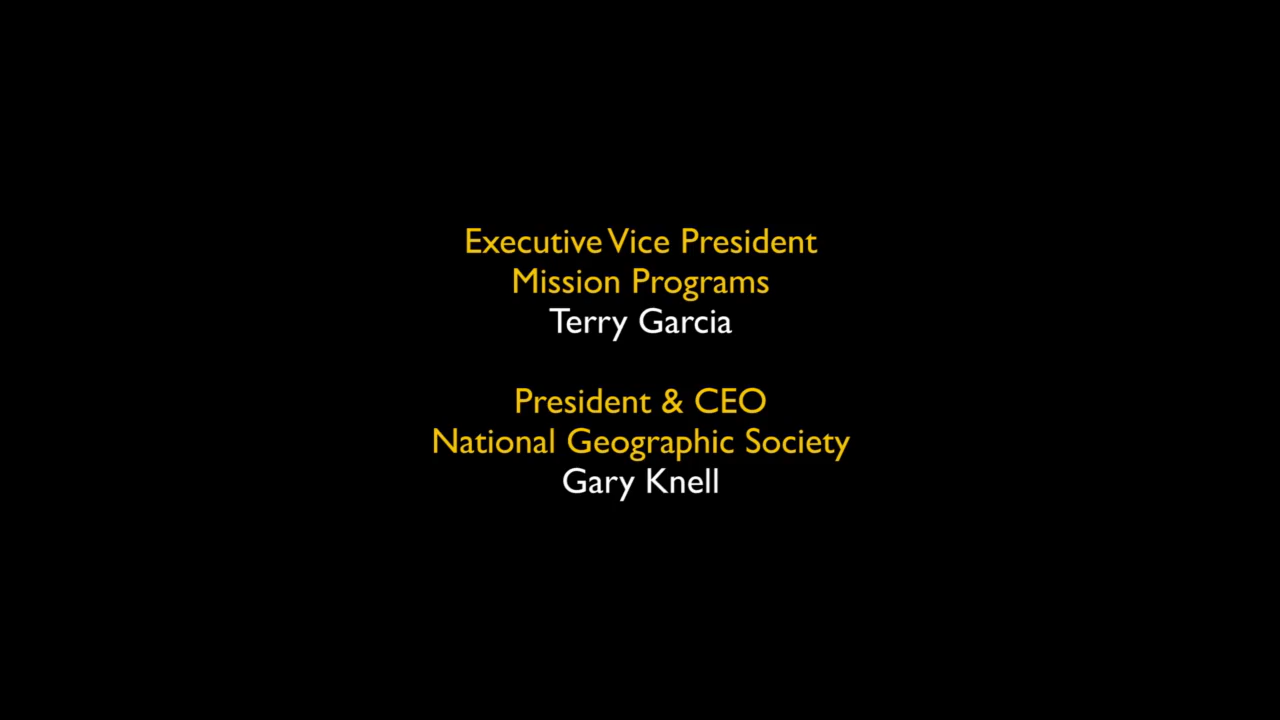 Executive Vice President
Mission Programs
Terry Garcia
President & CEO
National Geographic Society
Gary Knell